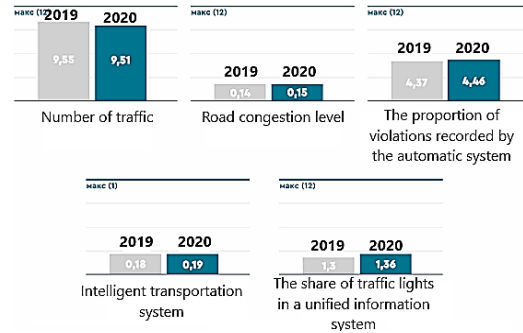 макс (12)
2019 2020
9,55 9,51
Number of traffic
макс (1)
2019 2020
0,14 0,15
Road congestion level
макс (12)
2019 2020
4,37 4,46
The proportion of
violations recorded by
the automatic system
макс (1)
2019 2020
0,18 0,19
Intelligent transportation
system
макс (12)
2019 2020
1,3 1,36
The share of traffic lights
in a unified information
system